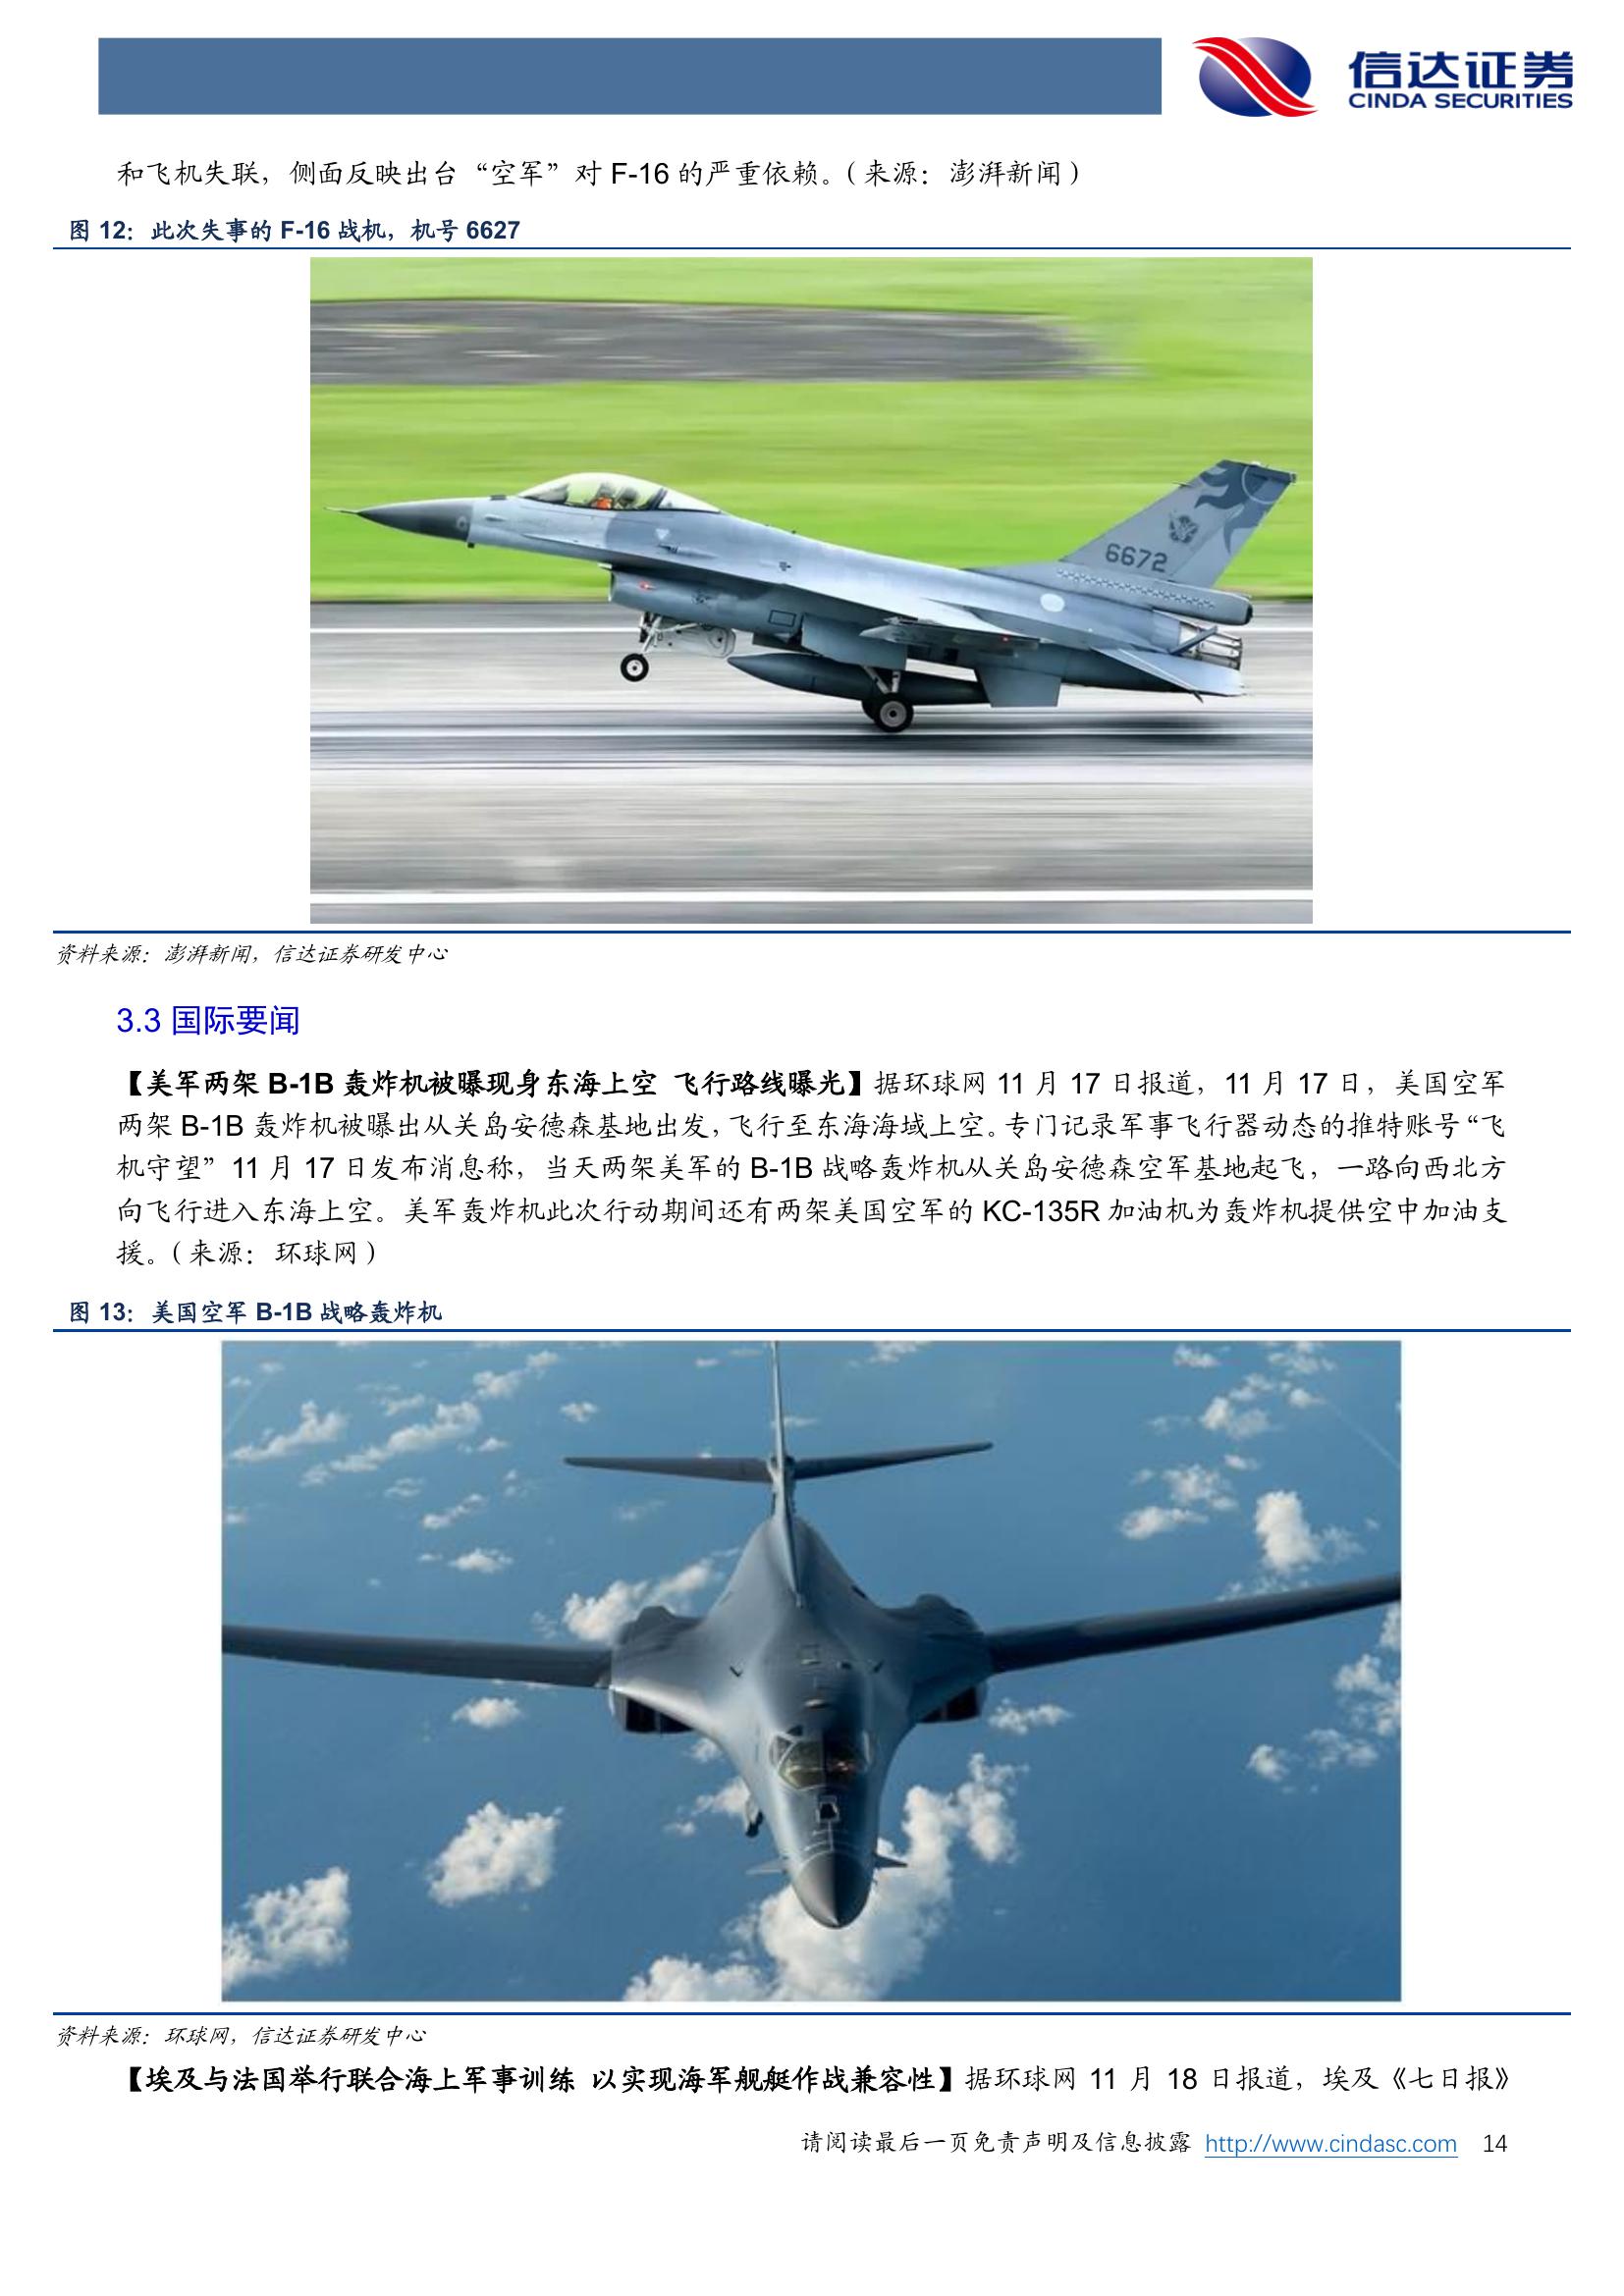 信达证券
CINDA SECURITIES
和飞机失联，侧面反映出台“空军”对 F-16 的严重依赖。（来源：澎湃新闻）
图 12：此次失事的 F-16 战机，机号 6627
6672
资料来源：澎湃新闻，信达证券研发中心
3.3 国际要闻
【美军两架 B-1B 轰炸机被曝现身东海上空 飞行路线曝光】据环球网 11 月 17 日报道，11 月 17 日，美国空军
两架 B-1B 轰炸机被曝出从关岛安德森基地出发，飞行至东海海域上空。专门记录军事飞行器动态的推特账号“飞
机守望”11 月 17 日发布消息称，当天两架美军的 B-1B 战略轰炸机从关岛安德森空军基地起飞，一路向西北方
向飞行进入东海上空。美军轰炸机此次行动期间还有两架美国空军的 KC-135R 加油机为轰炸机提供空中加油支
援。（来源：环球网）
图 13：美国空军 B-1B 战略轰炸机
资料来源：环球网，信达证券研发中心
【埃及与法国举行联合海上军事训练 以实现海军舰艇作战兼容性】据环球网 11 月 18 日报道，埃及《七日报》
请阅读最后一页免责声明及信息披露 http://www.cindasc.com 14